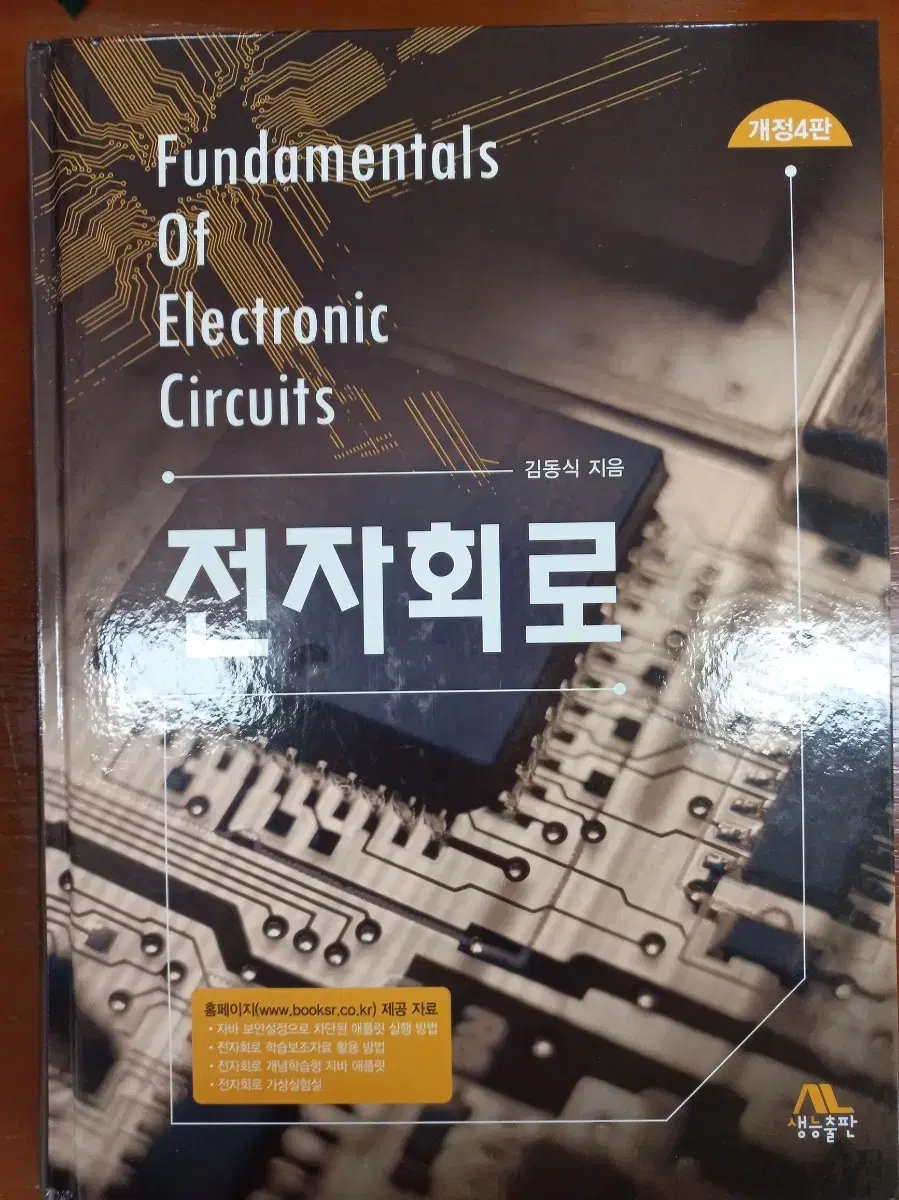 개정4판
Fundamentals
Of
Electronic
Circuits
김동식 지음
전자회로
홈페이지(www.booksr.co.kr) 제공 자료
• 자바 보안설정으로 차단된 애플릿 실행 방법
• 전자회로 학습보조자료 활용 방법
• 전자회로 개념학습형 자바 애플릿
• 전자회로 가상실험실
생능출판